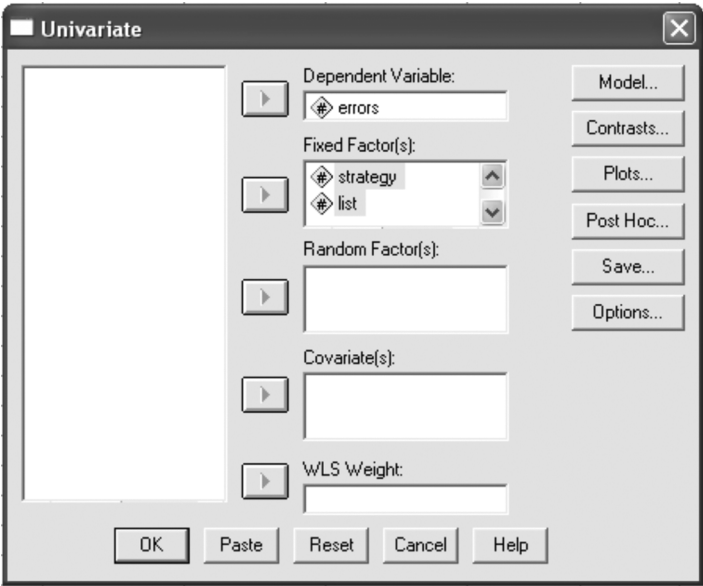 Univariate
Dependent Variable:
# errors
Fixed Factor(s):
# strategy
# list
Random Factor(s):
Covariate(s):
WLS Weight:
Model...
Contrasts...
Plots...
Post Hoc...
Save...
Options...
OK
Paste
Reset
Cancel
Help